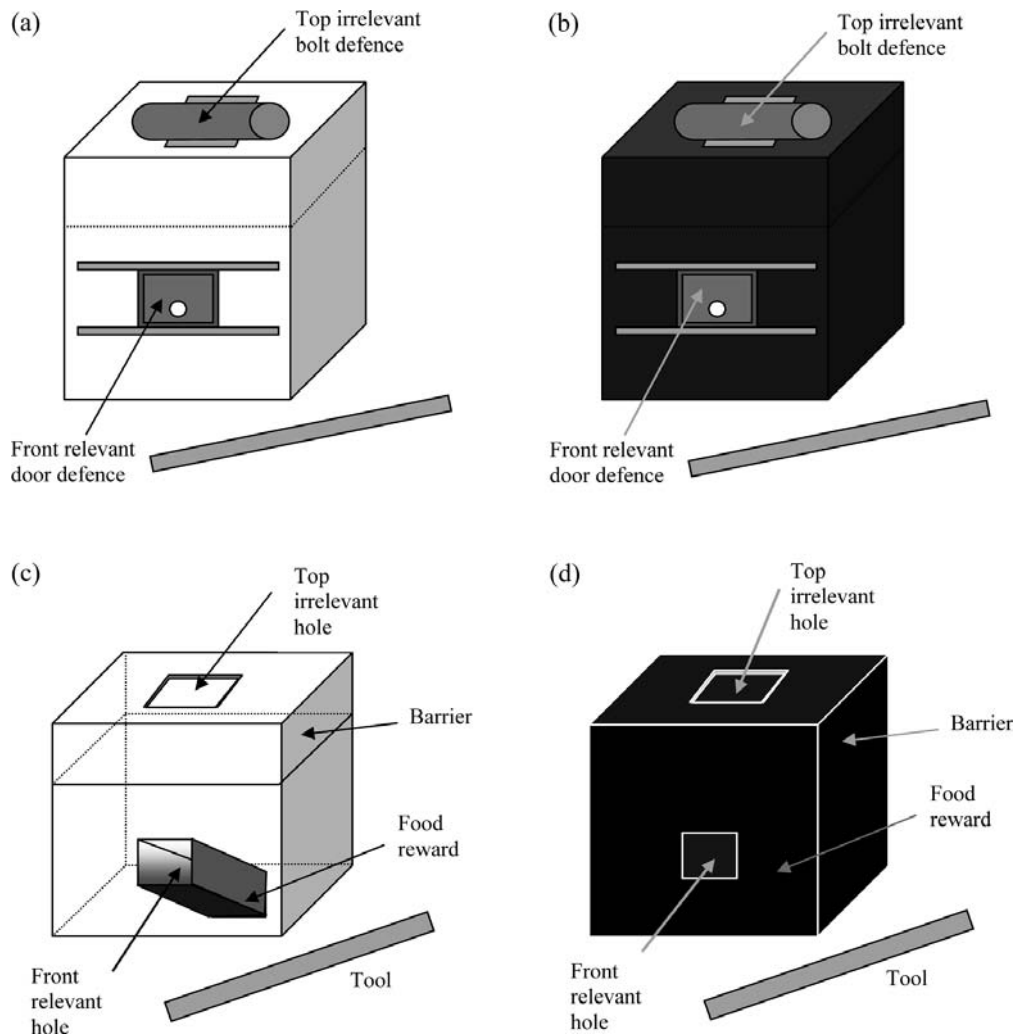 (a)
Top irrelevant
bolt defence
Front relevant
door defence
(b)
Top irrelevant
bolt defence
Front relevant
door defence
(c)
Top
irrelevant
hole
Barrier
Food
reward
Front
relevant
hole
Tool
(d)
Top
irrelevant
hole
Barrier
Food
reward
Front
relevant
hole
Tool